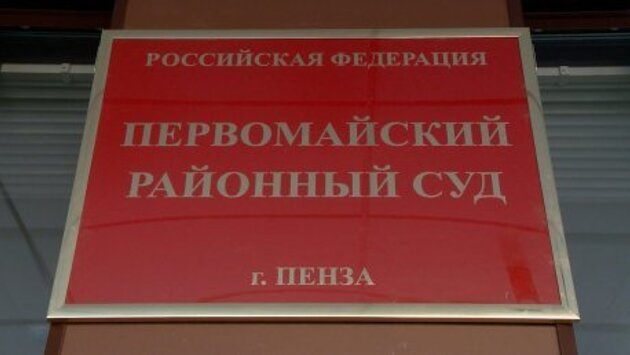 РОССИЙСКАЯ ФЕДЕРАЦИЯ
ПЕРВОМАЙСКИЙ
РАЙОННЫЙ СУД
г. ПЕНЗА